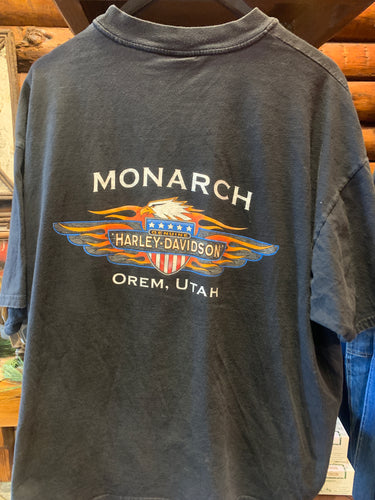 MONARCH
GENUINE
HARLEY-DAVIDSON
OREM, UTAH